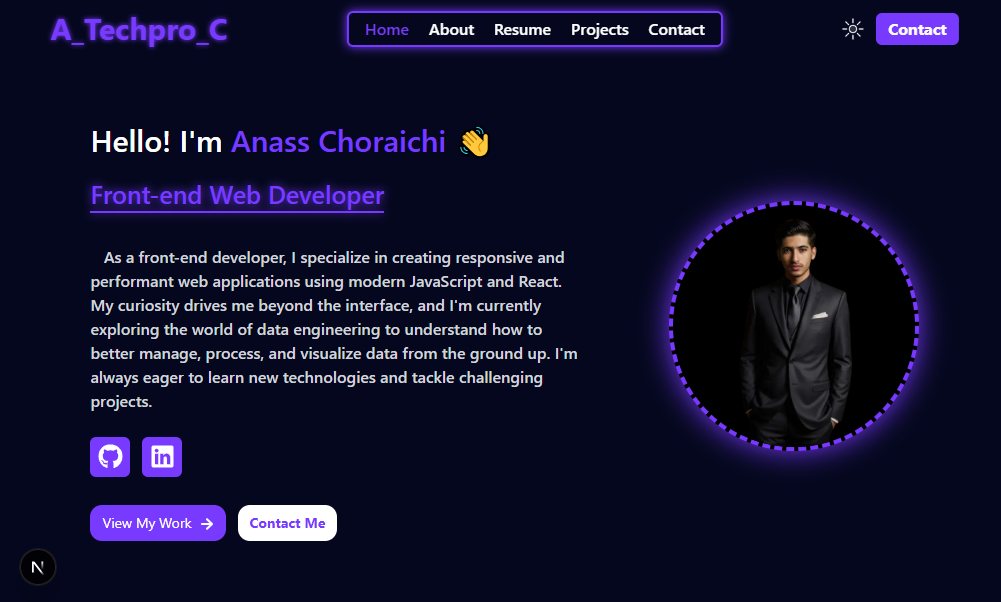 A_Techpro_C
Home About Resume Projects Contact
Contact
Hello! I'm Anass Choraichi 👋
Front-end Web Developer
As a front-end developer, I specialize in creating responsive and
performant web applications using modern JavaScript and React.
My curiosity drives me beyond the interface, and I'm currently
exploring the world of data engineering to understand how to
better manage, process, and visualize data from the ground up. I'm
always eager to learn new technologies and tackle challenging
projects.
in
View My Work →
Contact Me
N